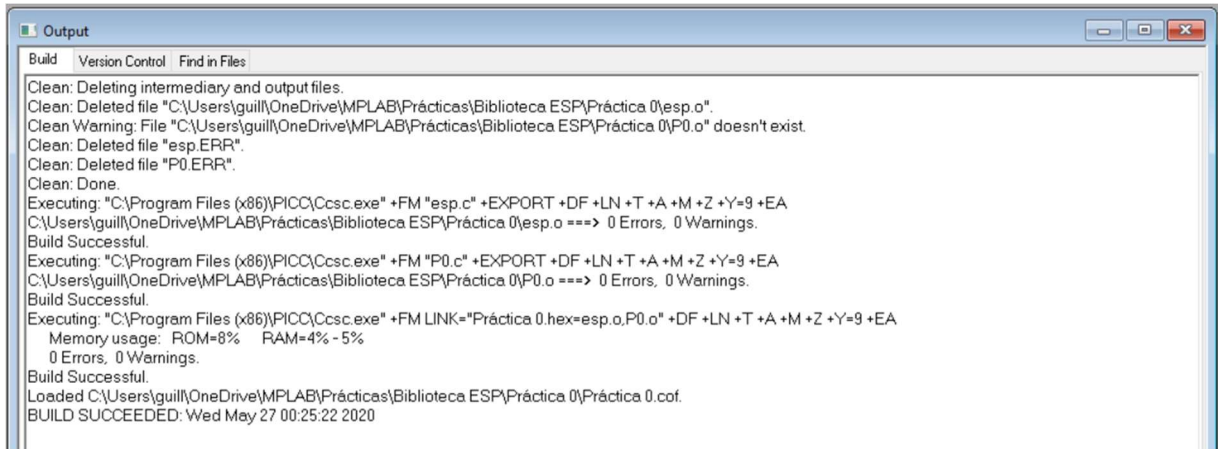 Output
Build Version Control Find in Files
Clean: Deleting intermediary and output files.
Clean: Deleted file "C:\Users\guill\OneDrive\MPLAB\Prácticas\Biblioteca ESP\Práctica 0\esp.o".
Clean Warning: File "C:\Users\guill\OneDrive\MPLAB\Prácticas\Biblioteca ESP\Práctica 0\P0.o" doesn't exist.
Clean: Deleted file "esp.ERR".
Clean: Deleted file "P0.ERR".
Clean: Done.
Executing: "C:\Program Files (x86)\PICC\Ccsc.exe" +FM "esp.c" +EXPORT +DF +LN +T +A +M +Z +Y=9 +EA
C:\Users\guill\OneDrive\MPLAB\Prácticas\Biblioteca ESP\Práctica 0\esp.o ===> 0 Errors, 0 Warnings.
Build Successful.
Executing: "C:\Program Files (x86)\PICC\Ccsc.exe" +FM "P0.c" +EXPORT +DF +LN +T +A +M +Z +Y=9 +EA
C:\Users\guill\OneDrive\MPLAB\Prácticas\Biblioteca ESP\Práctica 0\P0.o ===> 0 Errors, 0 Warnings.
Build Successful.
Executing: "C:\Program Files (x86)\PICC\Ccsc.exe" +FM LINK="Práctica 0.hex=esp.o,P0.o" +DF +LN +T +A +M +Z +Y=9 +EA
Memory usage: ROM=8% RAM=4% - 5%
0 Errors, 0 Warnings.
Build Successful.
Loaded C:\Users\guill\OneDrive\MPLAB\Prácticas\Biblioteca ESP\Práctica 0\Práctica 0.cof.
BUILD SUCCEEDED: Wed May 27 00:25:22 2020